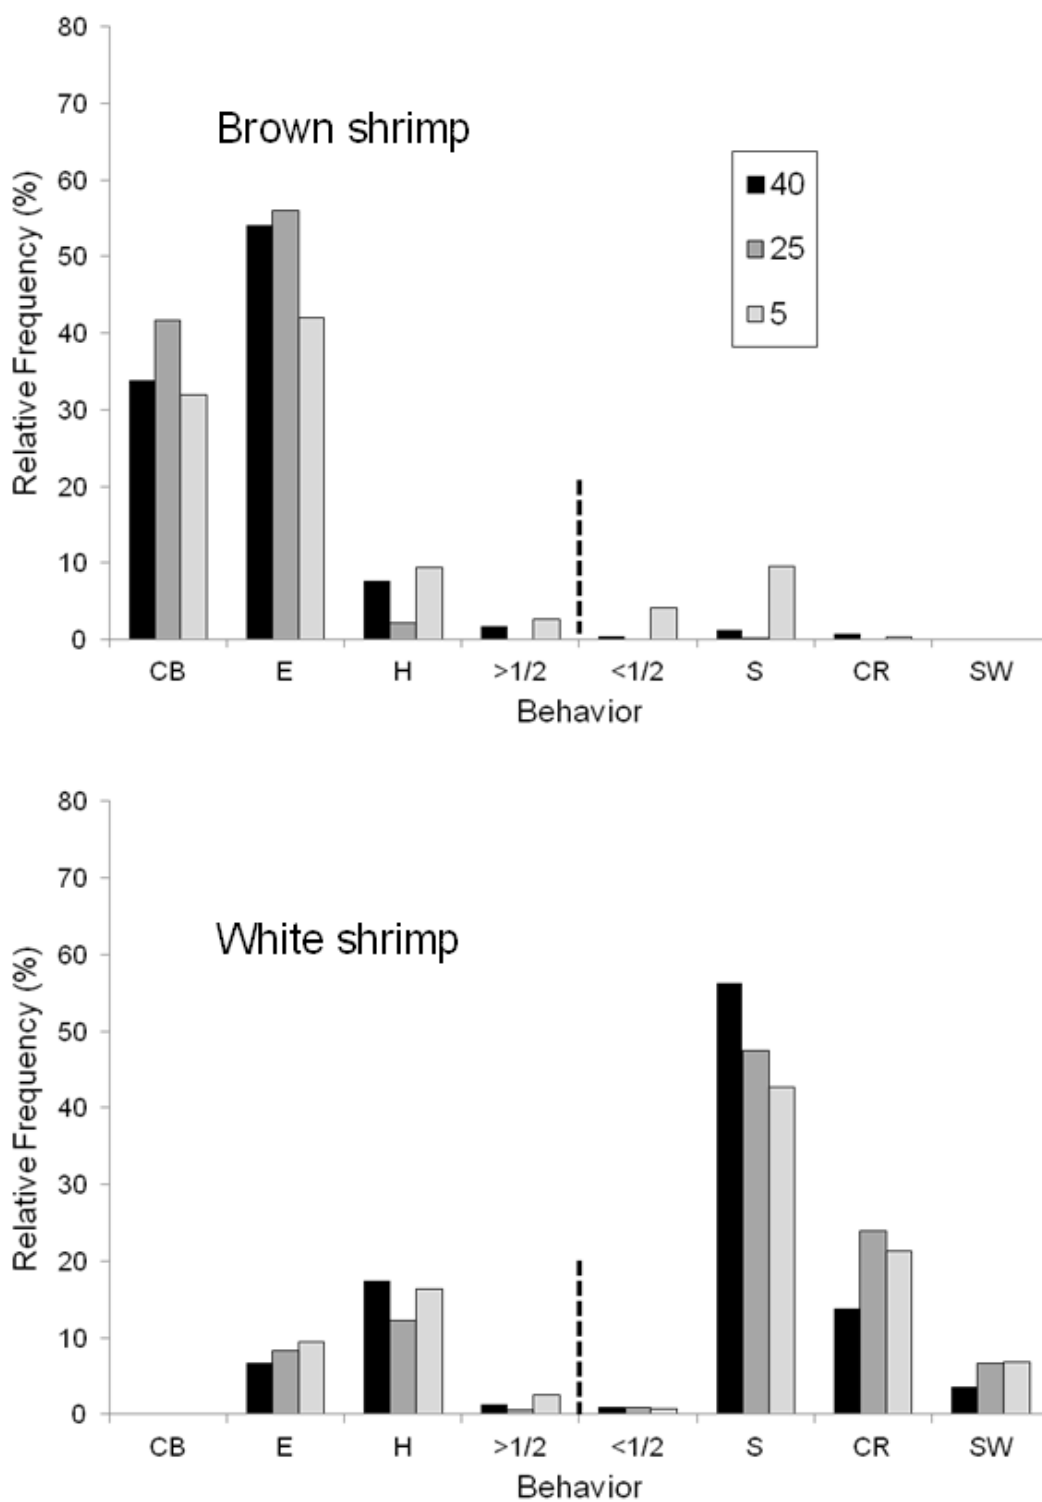 80
70
Brown shrimp
60
50
40
30
20
10
0
Relative Frequency (%)
40
25
5
CB E H >1/2 <1/2 S CR SW
Behavior
80
70
White shrimp
60
50
40
30
20
10
0
Relative Frequency (%)
CB E H >1/2 <1/2 S CR SW
Behavior